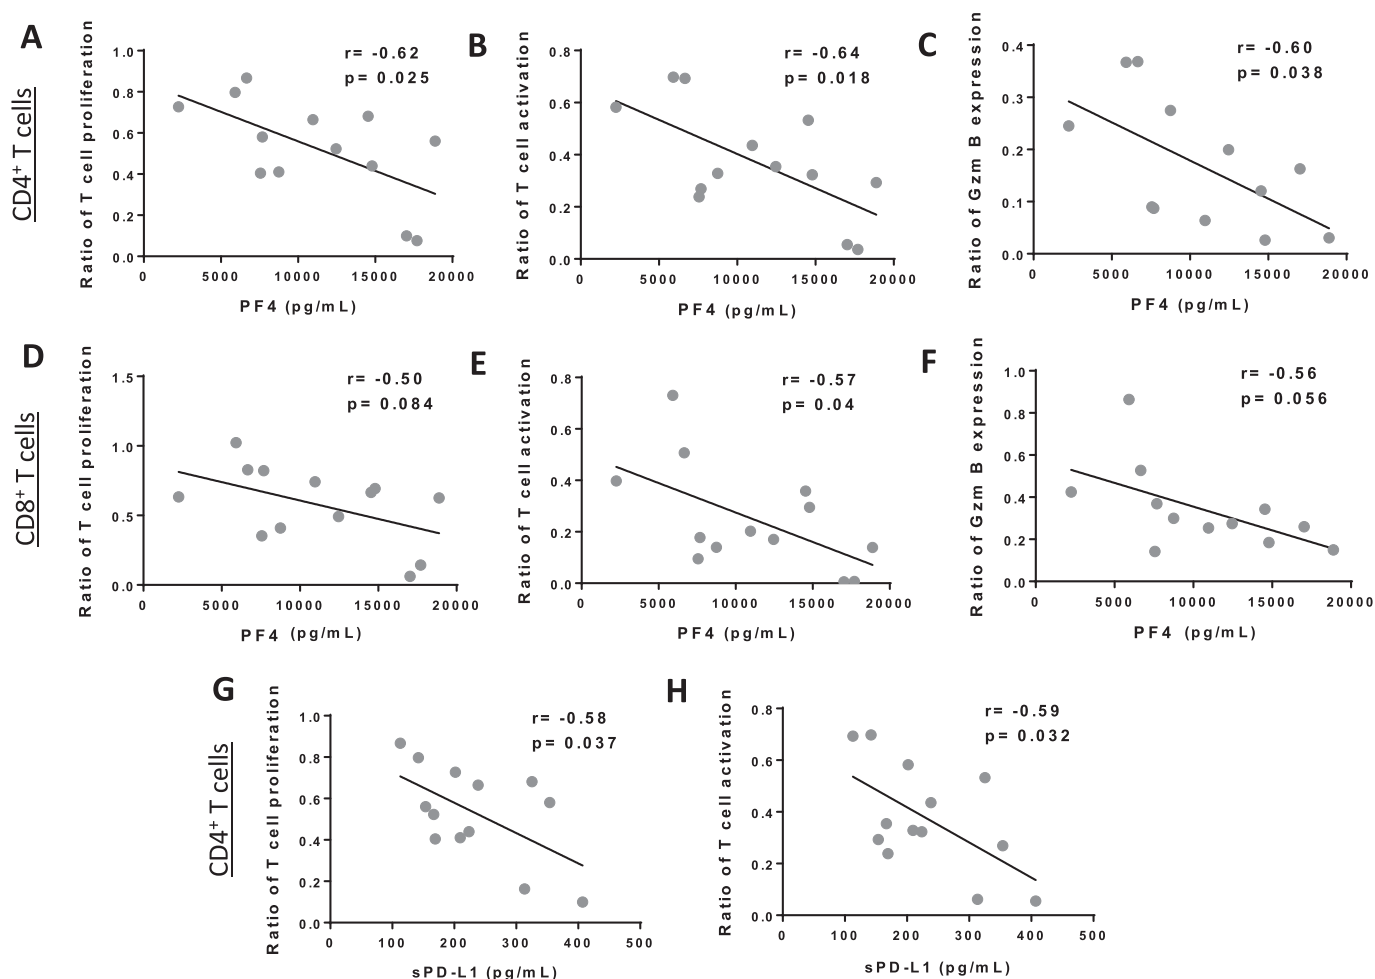 A
B
C
CD4+ T cells
Ratio of T cell proliferation
1.0
0.8
0.6
0.4
0.2
0.0
r= -0.62
p= 0.025
0 5000 10000 15000 20000
PF4 (pg/mL)
Ratio of T cell activation
0.8
0.6
0.4
0.2
0.0
r= -0.64
p= 0.018
0 5000 10000 15000 20000
PF4 (pg/mL)
Ratio of Gzm B expression
0.4
0.3
0.2
0.1
0.0
r= -0.60
p= 0.038
0 5000 10000 15000 20000
PF4 (pg/mL)
D
E
F
CD8+ T cells
Ratio of T cell proliferation
1.5
1.0
0.5
0.0
r= -0.50
p= 0.084
0 5000 10000 15000 20000
PF4 (pg/mL)
Ratio of T cell activation
0.8
0.6
0.4
0.2
0.0
r= -0.57
p= 0.04
0 5000 10000 15000 20000
PF4 (pg/mL)
Ratio of Gzm B expression
1.0
0.8
0.6
0.4
0.2
0.0
r= -0.56
p= 0.056
0 5000 10000 15000 20000
PF4 (pg/mL)
G
H
CD4+ T cells
Ratio of T cell proliferation
1.0
0.8
0.6
0.4
0.2
0.0
r= -0.58
p= 0.037
0 100 200 300 400 500
sPD-L1 (pg/mL)
Ratio of T cell activation
0.8
0.6
0.4
0.2
0.0
r= -0.59
p= 0.032
0 100 200 300 400 500
sPD-L1 (pg/mL)